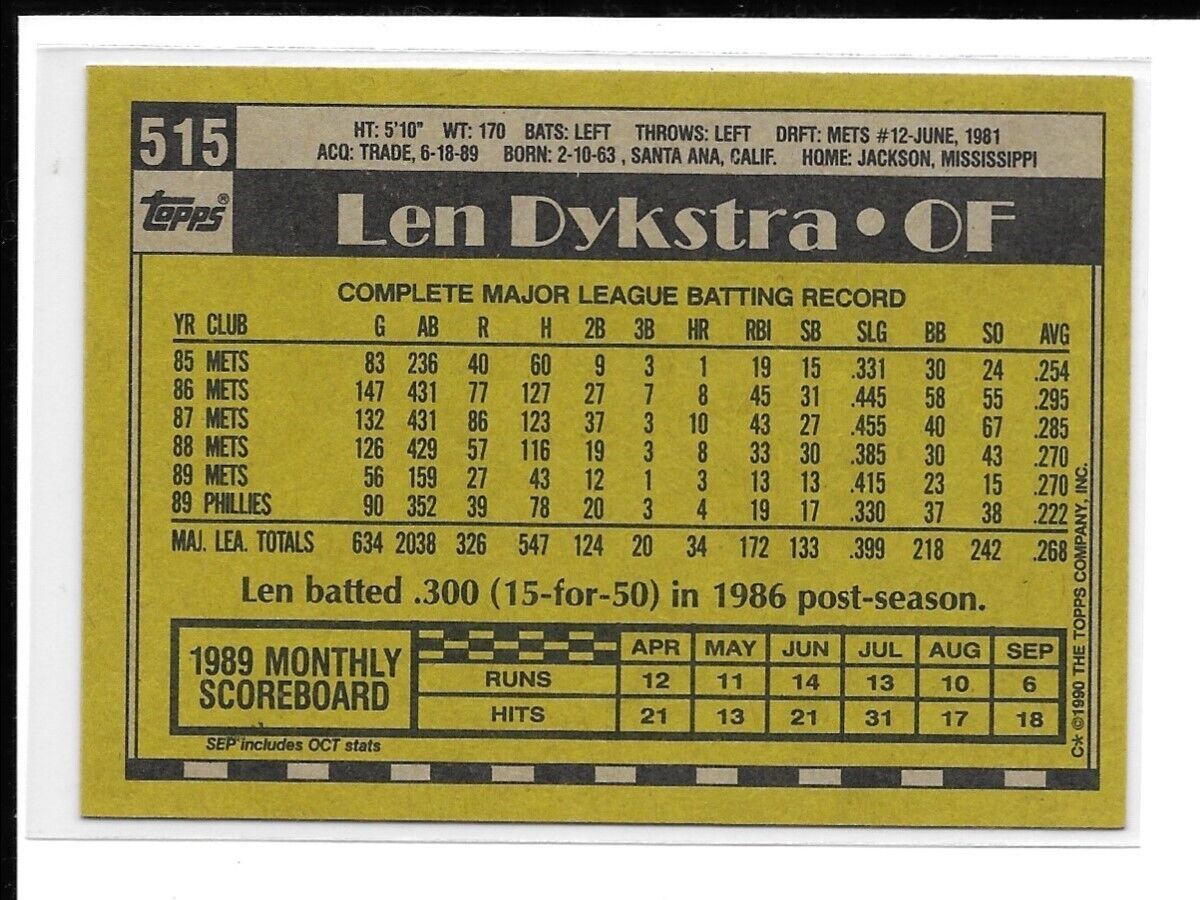 515
HT: 5'10" WT: 170 BATS: LEFT THROWS: LEFT DRFT: METS #12-JUNE, 1981
ACQ: TRADE, 6-18-89 BORN: 2-10-63 , SANTA ANA, CALIF. HOME: JACKSON, MISSISSIPPI
topps®
Len Dykstra • OF
COMPLETE MAJOR LEAGUE BATTING RECORD
YR CLUB G AB R H 2B 3B HR RBI SB SLG BB SO AVG
85 METS 83 236 40 60 9 3 1 19 15 .331 30 24 .254
86 METS 147 431 77 127 27 7 8 45 31 .445 58 55 .295
87 METS 132 431 86 123 37 3 10 43 27 .455 40 67 .285
88 METS 126 429 57 116 19 3 8 33 30 .385 30 43 .270
89 METS 56 159 27 43 12 1 3 13 13 .415 23 15 .270
89 PHILLIES 90 352 39 78 20 3 4 19 17 .330 37 38 .222
MAJ. LEA. TOTALS 634 2038 326 547 124 20 34 172 133 .399 218 242 .268
Len batted .300 (15-for-50) in 1986 post-season.
1989 MONTHLY
SCOREBOARD
APR MAY JUN JUL AUG SEP
RUNS 12 11 14 13 10 6
HITS 21 13 21 31 17 18
SEP includes OCT stats
C* ©1990 THE TOPPS COMPANY, INC.